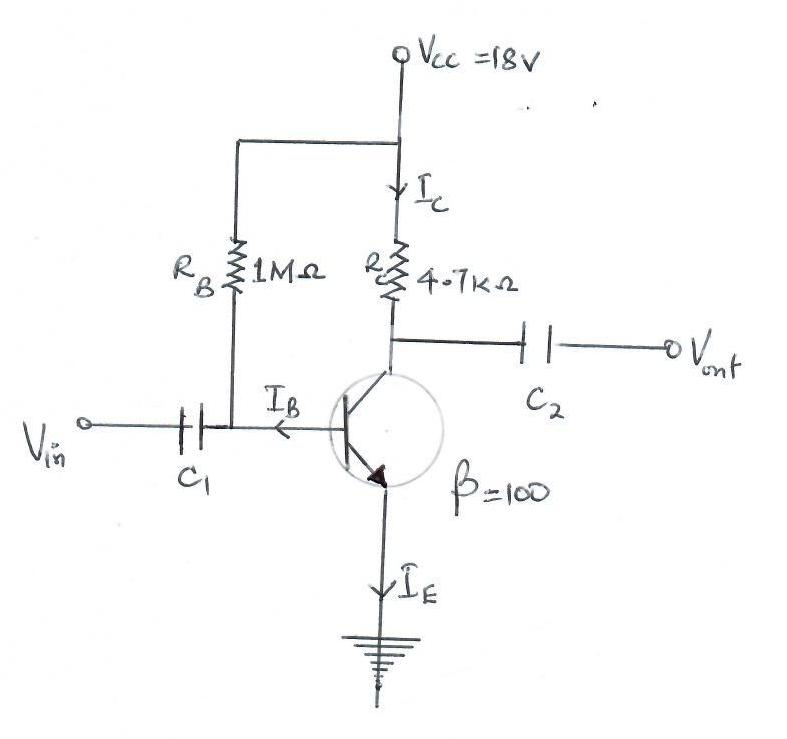 Vcc =18V
Ic
RB 1MΩ
Rc 4.7KΩ
Vout
C2
IB
Vin
C1
β=100
IE